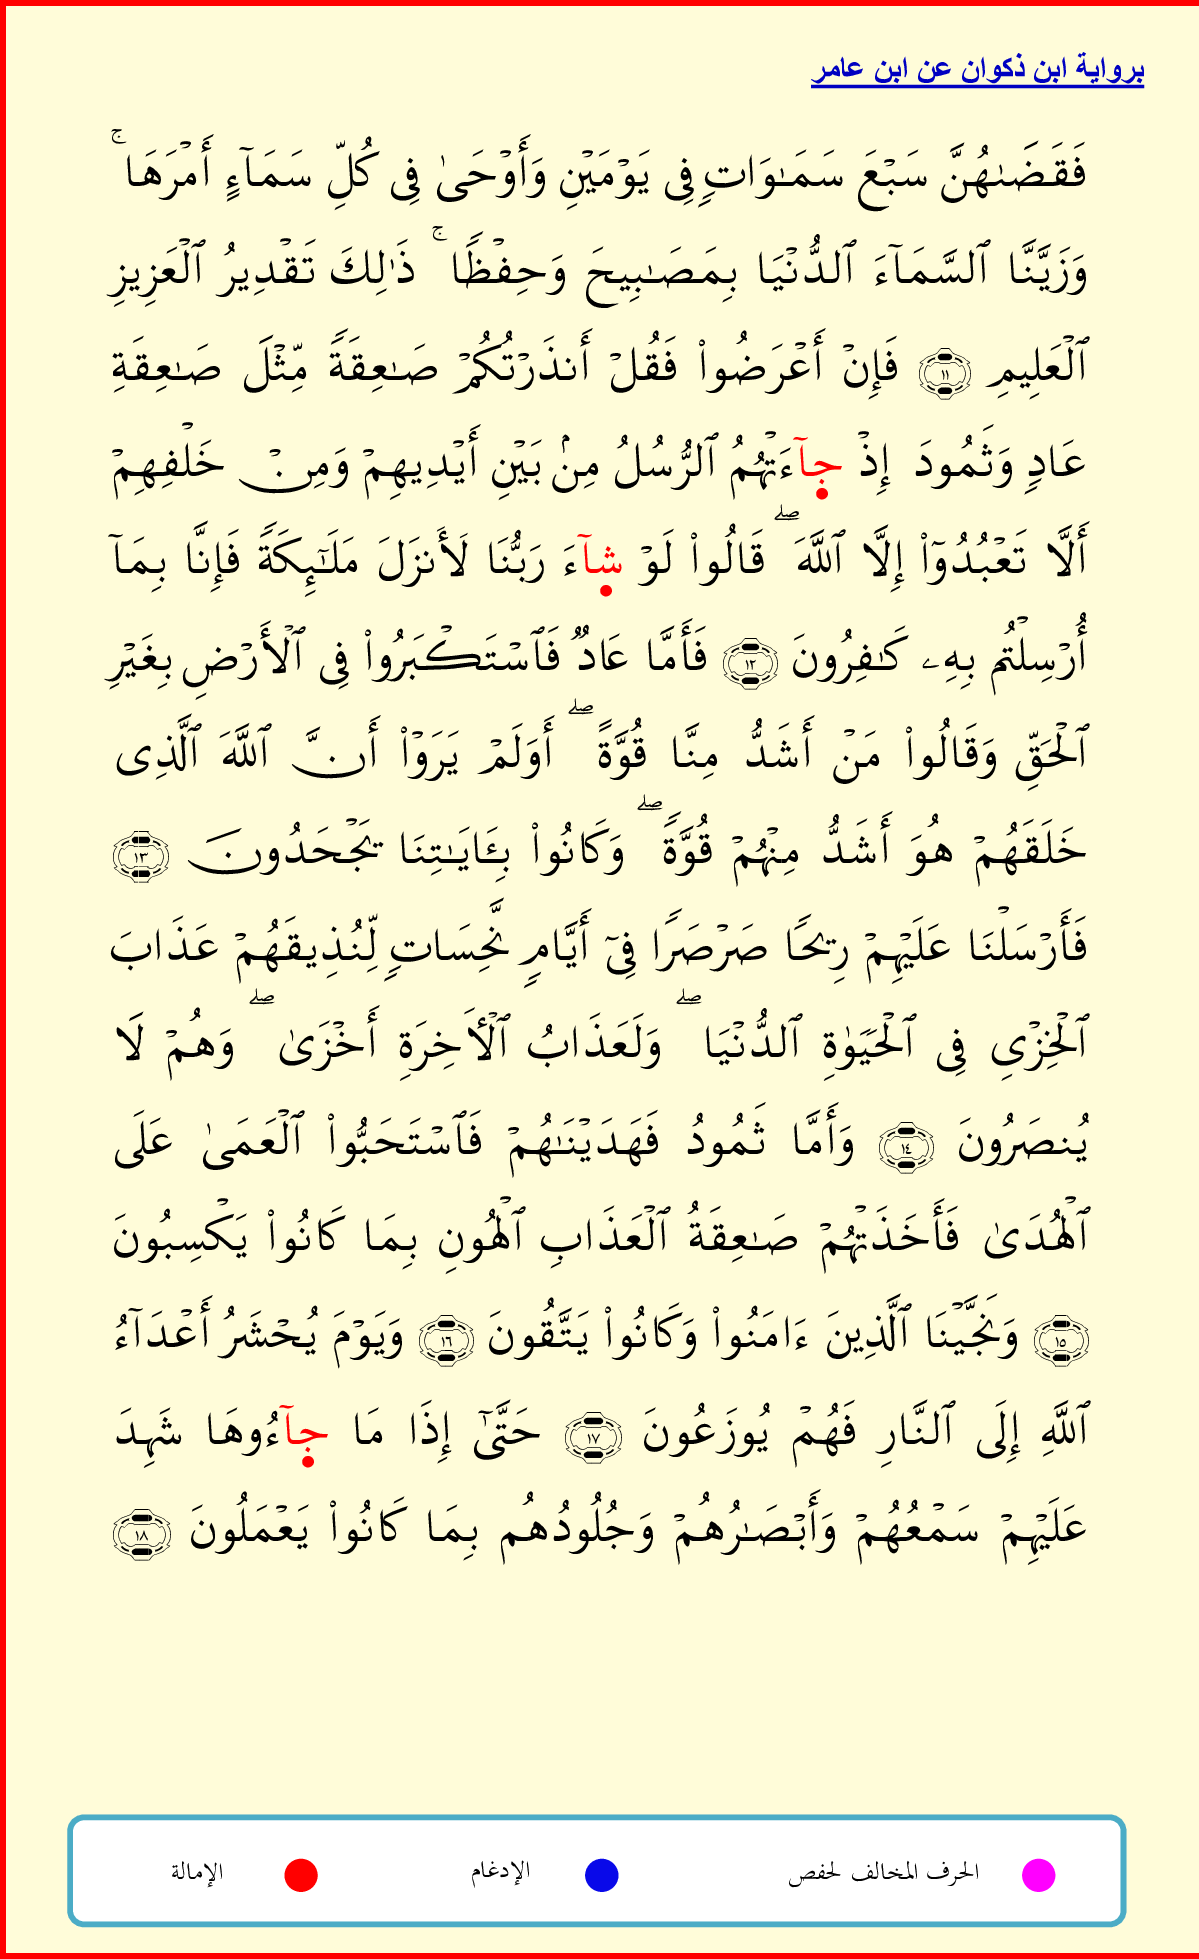 برواية ابن ذكوان عن ابن عامر
فَقَضَىٰهُنَّ سَبۡعَ سَمَٰوَاتٖ فِي يَوۡمَيۡنِ وَأَوۡحَىٰ فِي كُلِّ سَمَآءٍ أَمۡرَهَاۚ
وَزَيَّنَّا ٱلسَّمَآءَ ٱلدُّنۡيَا بِمَصَٰبِيحَ وَحِفۡظٗاۚ ذَٰلِكَ تَقۡدِيرُ ٱلۡعَزِيزِ
ٱلۡعَلِيمِ ١١ فَإِنۡ أَعۡرَضُواْ فَقُلۡ أَنذَرۡتُكُمۡ صَٰعِقَةٗ مِّثۡلَ صَٰعِقَةِ
عَادٖ وَثَمُودَ إِذۡ جآءَتۡهُمُ ٱلرُّسُلُ مِنۢ بَيۡنِ أَيۡدِيهِمۡ وَمِنۡ خَلۡفِهِمۡ
أَلَّا تَعۡبُدُوٓاْ إِلَّا ٱللَّهَۖ قَالُواْ لَوۡ شآءَ رَبُّنَا لَأَنزَلَ مَلَٰٓئِكَةٗ فَإِنَّا بِمَآ
أُرۡسِلۡتُم بِهِۦ كَٰفِرُونَ ١٢ فَأَمَّا عَادٞ فَٱسۡتَكۡبَرُواْ فِي ٱلۡأَرۡضِ بِغَيۡرِ
ٱلۡحَقِّ وَقَالُواْ مَنۡ أَشَدُّ مِنَّا قُوَّةًۖ أَوَلَمۡ يَرَوۡاْ أَنَّ ٱللَّهَ ٱلَّذِي
خَلَقَهُمۡ هُوَ أَشَدُّ مِنۡهُمۡ قُوَّةٗۖ وَكَانُواْ بِـَٔايَٰتِنَا يَجۡحَدُونَ ١٣
فَأَرۡسَلۡنَا عَلَيۡهِمۡ رِيحٗا صَرۡصَرٗا فِيٓ أَيَّامٖ نَّحِسَاتٖ لِّنُذِيقَهُمۡ عَذَابَ
ٱلۡخِزۡيِ فِي ٱلۡحَيَوٰةِ ٱلدُّنۡيَاۖ وَلَعَذَابُ ٱلۡأٓخِرَةِ أَخۡزَىٰۖ وَهُمۡ لَا
يُنصَرُونَ ١٤ وَأَمَّا ثَمُودُ فَهَدَيۡنَٰهُمۡ فَٱسۡتَحَبُّواْ ٱلۡعَمَىٰ عَلَى
ٱلۡهُدَىٰ فَأَخَذَتۡهُمۡ صَٰعِقَةُ ٱلۡعَذَابِ ٱلۡهُونِ بِمَا كَانُواْ يَكۡسِبُونَ
١٥ وَنَجَّيۡنَا ٱلَّذِينَ ءَامَنُواْ وَكَانُواْ يَتَّقُونَ ١٦ وَيَوۡمَ يُحۡشَرُ أَعۡدَآءُ
ٱللَّهِ إِلَى ٱلنَّارِ فَهُمۡ يُوزَعُونَ ١٧ حَتَّىٰٓ إِذَا مَا جآءُوهَا شَهِدَ
عَلَيۡهِمۡ سَمۡعُهُمۡ وَأَبۡصَٰرُهُمۡ وَجُلُودُهُم بِمَا كَانُواْ يَعۡمَلُونَ ١٨
الحرف المخالف لحفص الإدغام الإمالة